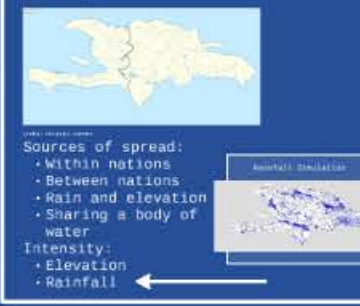 Sources of spread:
• Within nations
• Between nations
• Rain and elevation
• Sharing a body of
water
Intensity:
• Elevation
• Rainfall
Rainfall Simulation